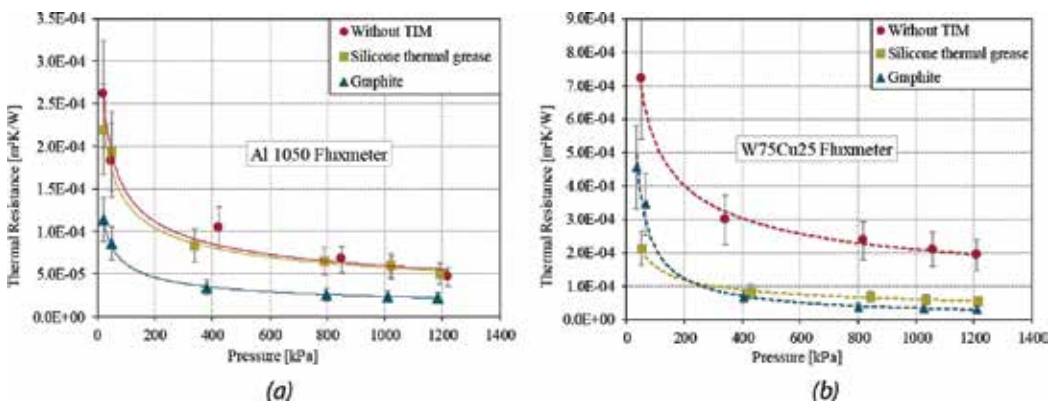 3.5E-04
3.0E-04
2.5E-04
2.0E-04
1.5E-04
1.0E-04
5.0E-05
0.0E+00
Thermal Resistance [m²K/W]
Without TIM
Silicone thermal grease
Graphite
Al 1050 Fluxmeter
0 200 400 600 800 1000 1200 1400
Pressure [kPa]
(a)
9.0E-04
8.0E-04
7.0E-04
6.0E-04
5.0E-04
4.0E-04
3.0E-04
2.0E-04
1.0E-04
0.0E+00
Thermal Resistance [m²K/W]
Without TIM
Silicone thermal grease
Graphite
W75Cu25 Fluxmeter
0 200 400 600 800 1000 1200 1400
Pressure [kPa]
(b)